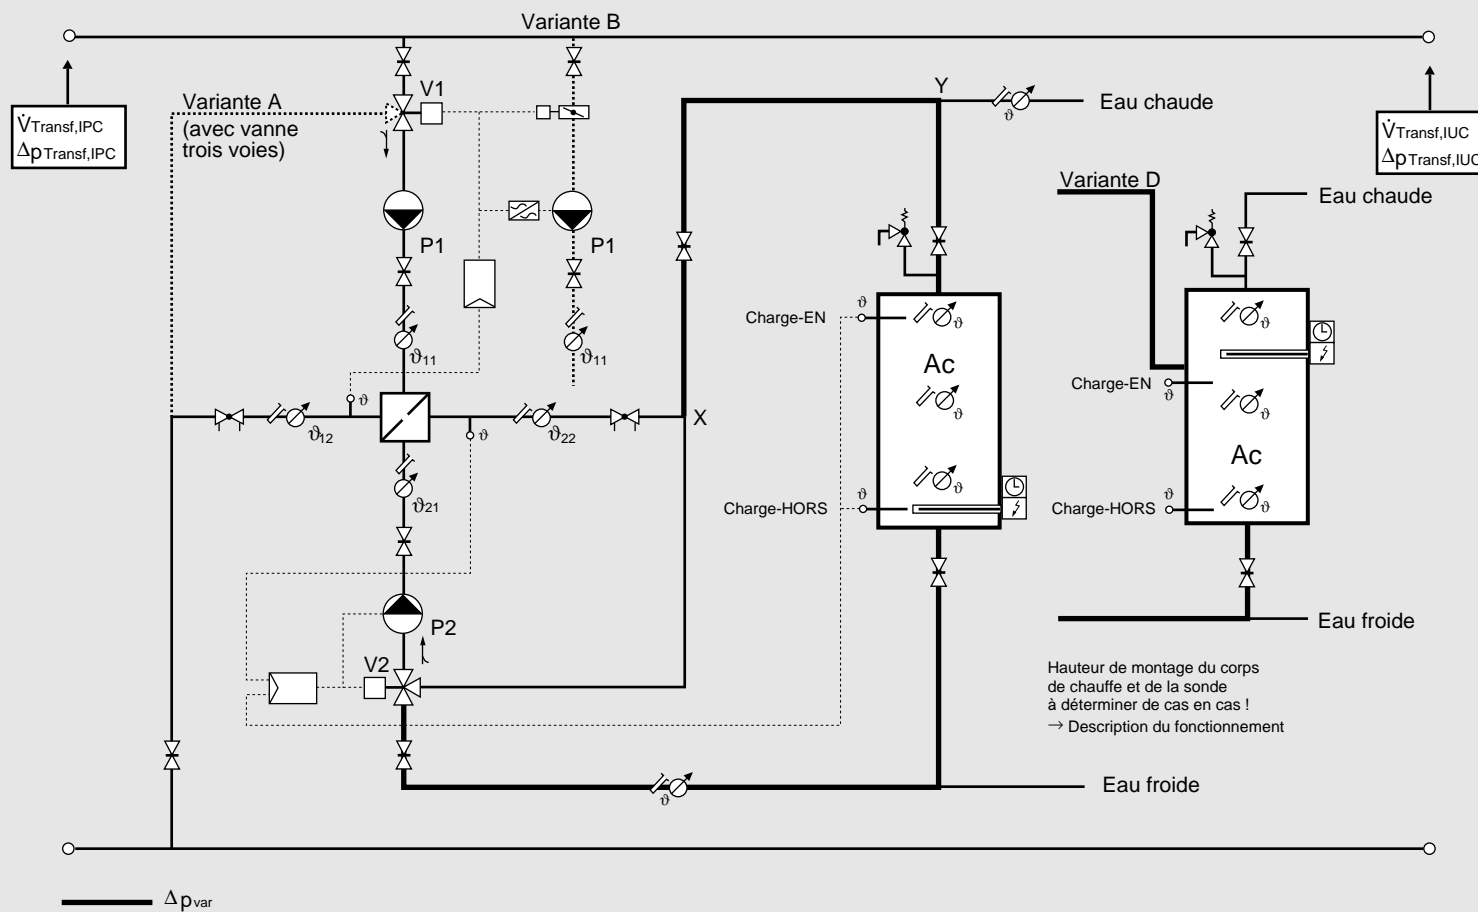 Variante B
V̇Transf,IPC
ΔpTransf,IPC
Variante A
(avec vanne
trois voies)
V1
Y
ϑ
Eau chaude
V̇Transf,IUC
ΔpTransf,IUC
Variante D
Eau chaude
P1
P1
ϑ11
ϑ11
Charge-EN
ϑ
ϑ
Ac
ϑ
Charge-EN
ϑ
ϑ
ϑ
Ac
ϑ12
ϑ
ϑ
ϑ22
X
ϑ21
Charge-HORS
ϑ
ϑ
Charge-HORS
ϑ
ϑ
P2
V2
Eau froide
Hauteur de montage du corps
de chauffe et de la sonde
à déterminer de cas en cas !
→ Description du fonctionnement
ϑ
Eau froide
Δpvar